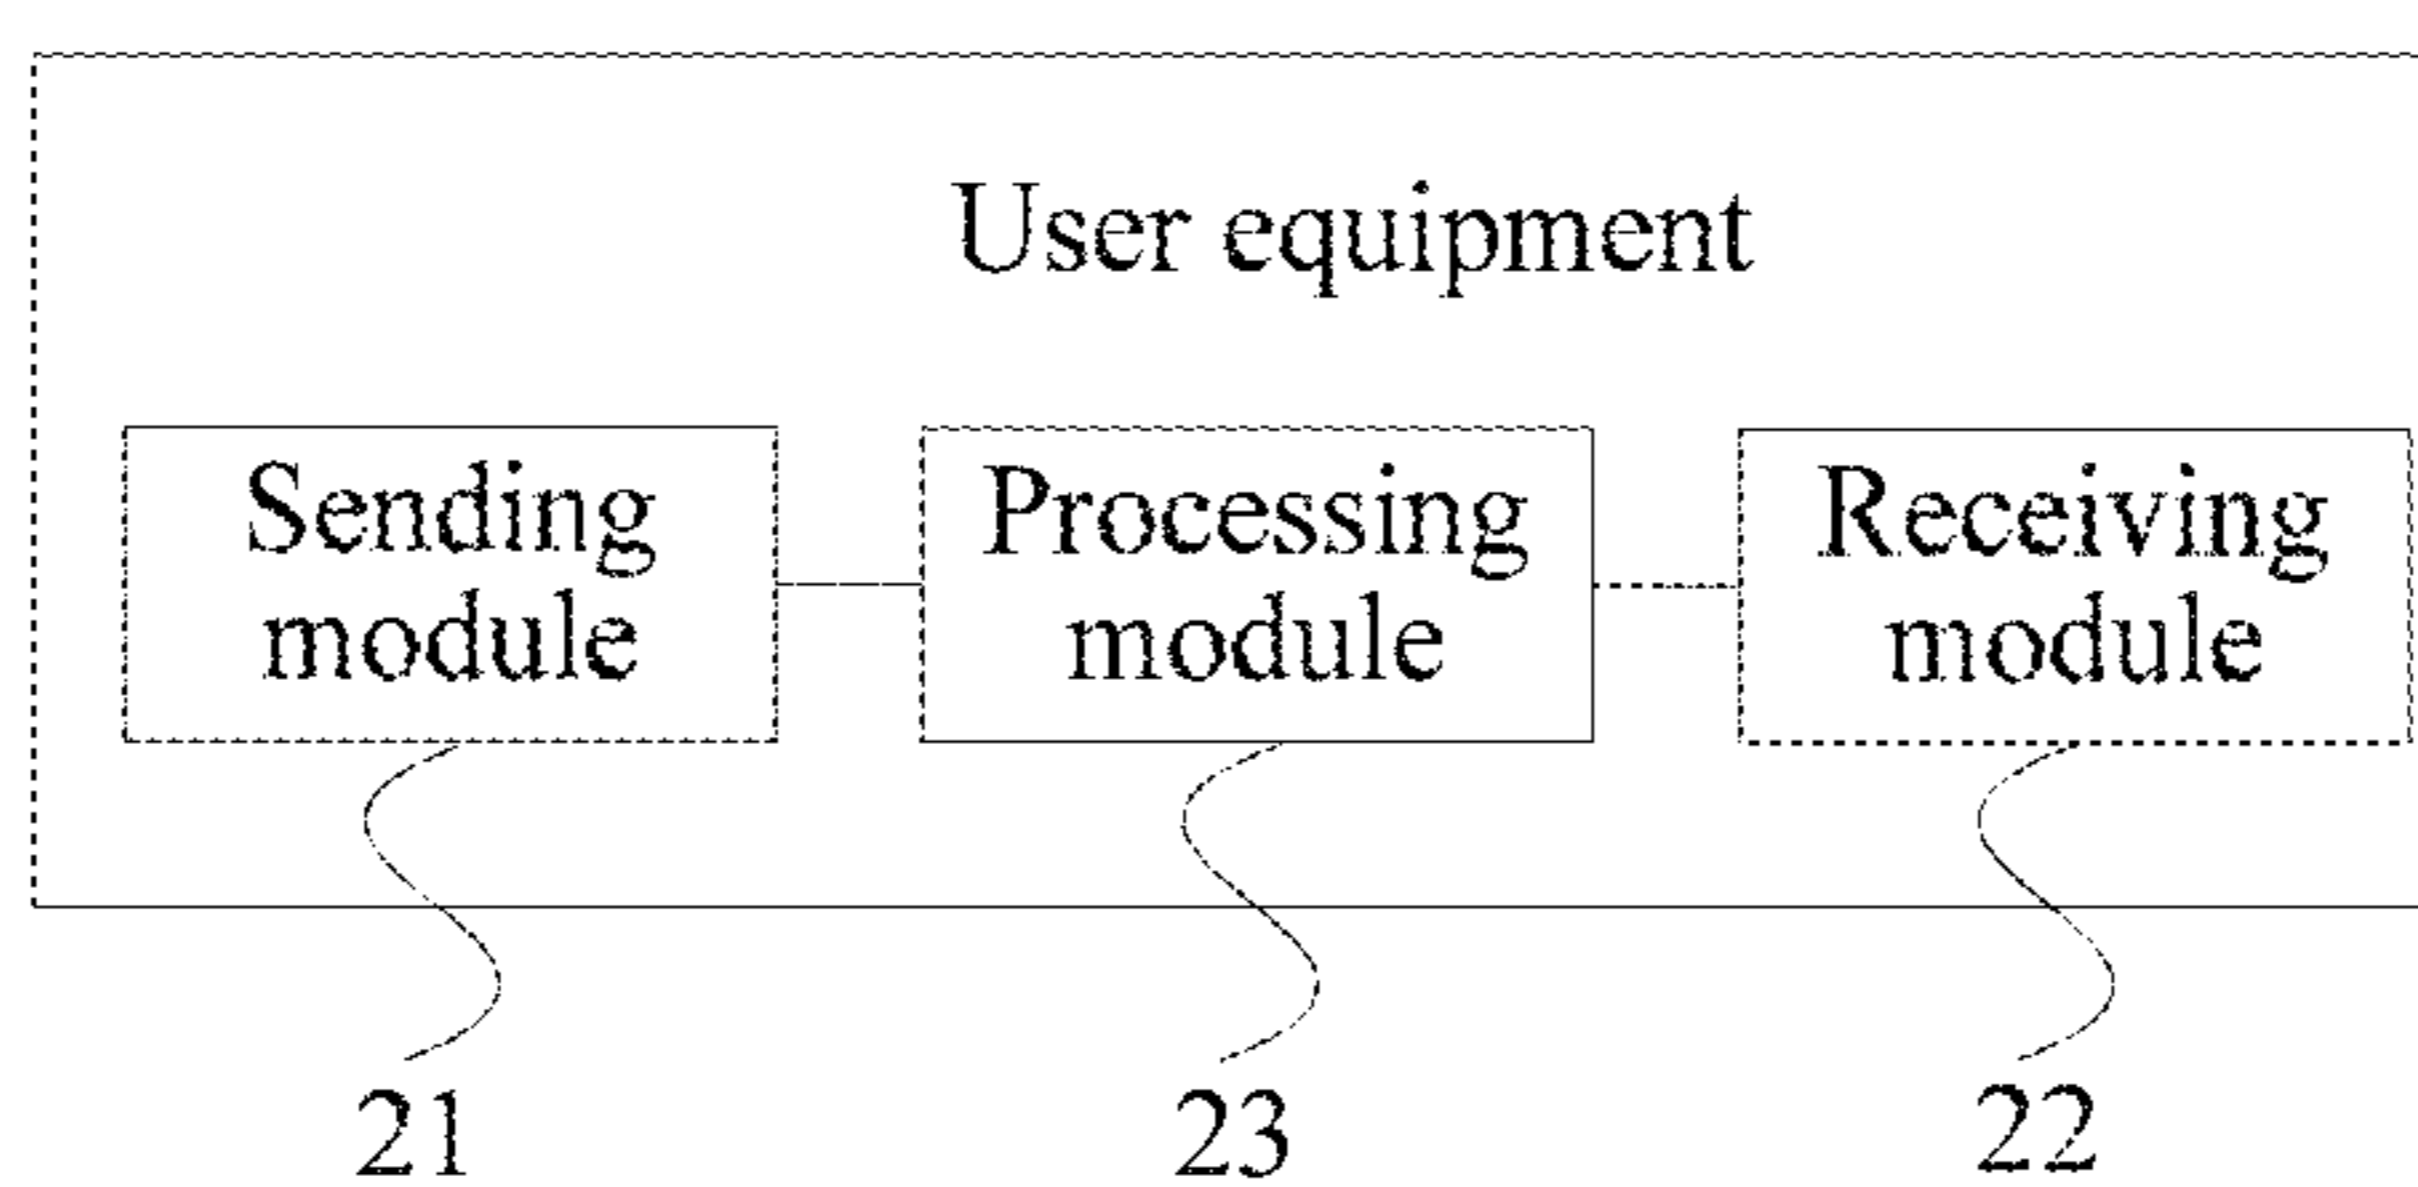 User equipment
Sending
module
Processing
module
Receiving
module
21
23
22